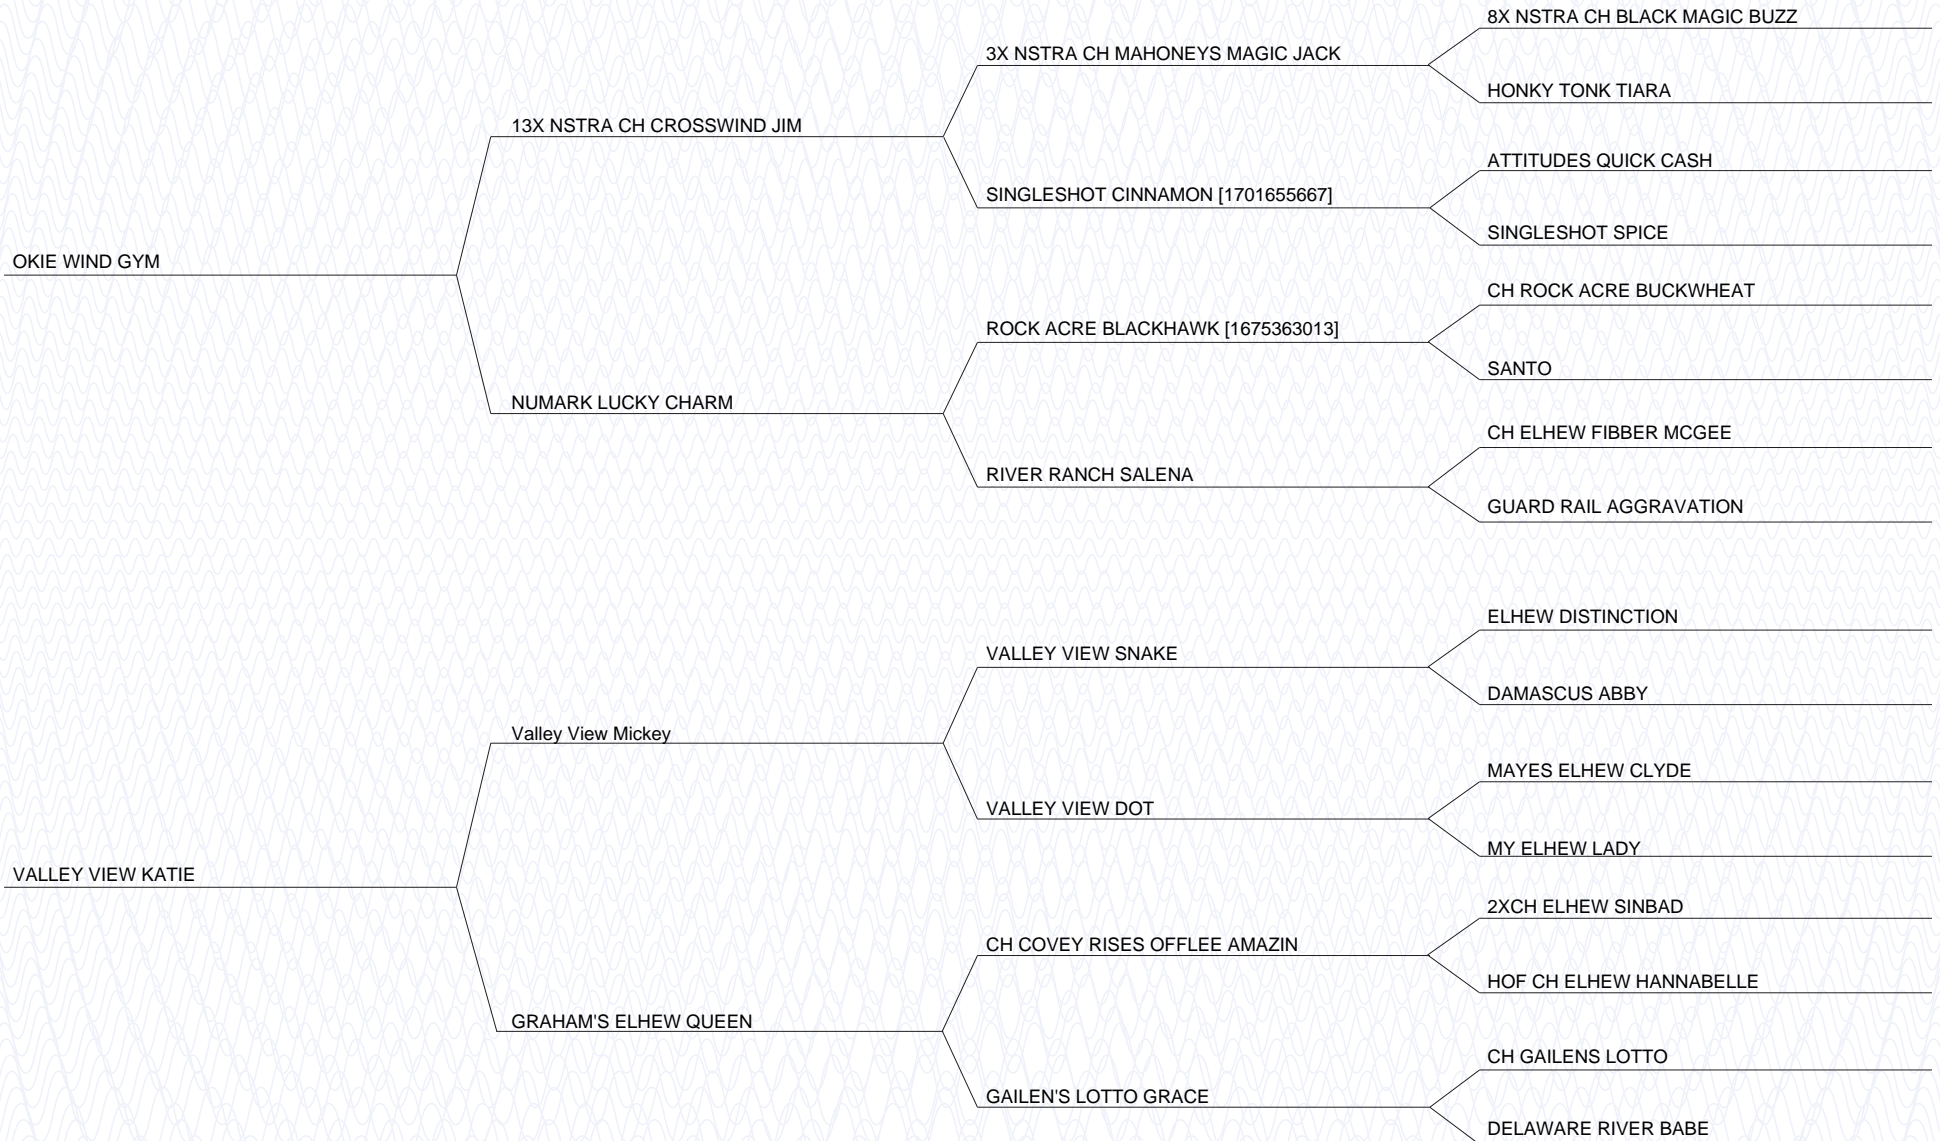 8X NSTRA CH BLACK MAGIC BUZZ
3X NSTRA CH MAHONEYS MAGIC JACK
HONKY TONK TIARA
13X NSTRA CH CROSSWIND JIM
ATTITUDES QUICK CASH
SINGLESHOT CINNAMON [1701655667]
SINGLESHOT SPICE
OKIE WIND GYM
CH ROCK ACRE BUCKWHEAT
ROCK ACRE BLACKHAWK [1675363013]
SANTO
NUMARK LUCKY CHARM
CH ELHEW FIBBER MCGEE
RIVER RANCH SALENA
GUARD RAIL AGGRAVATION
ELHEW DISTINCTION
VALLEY VIEW SNAKE
DAMASCUS ABBY
Valley View Mickey
MAYES ELHEW CLYDE
VALLEY VIEW DOT
MY ELHEW LADY
VALLEY VIEW KATIE
2XCH ELHEW SINBAD
CH COVEY RISES OFFLEE AMAZIN
HOF CH ELHEW HANNABELLE
GRAHAM'S ELHEW QUEEN
CH GAILENS LOTTO
GAILEN'S LOTTO GRACE
DELAWARE RIVER BABE